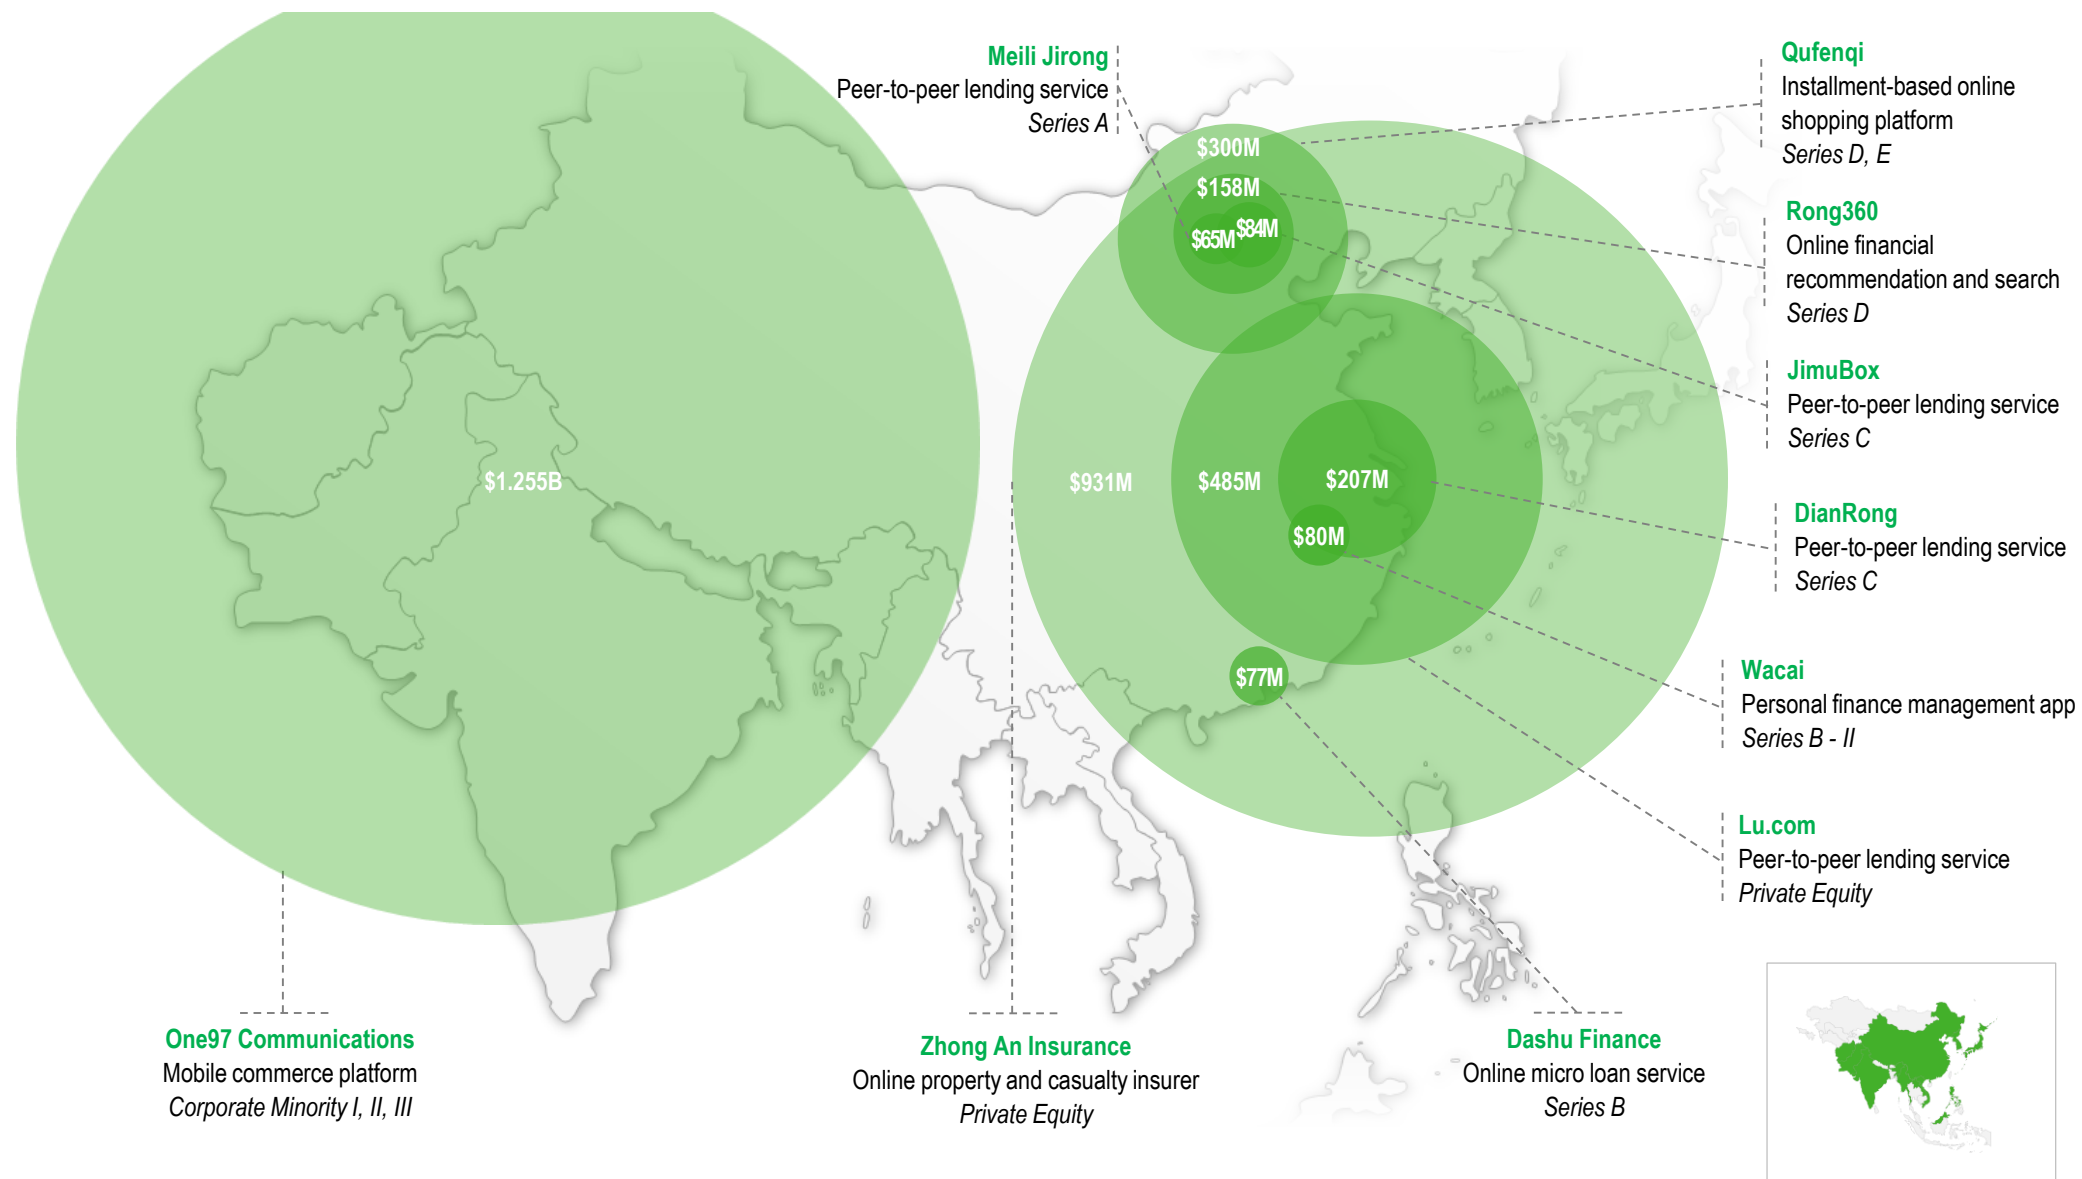 Meili Jirong
Peer-to-peer lending service
Series A
Qufenqi
Installment-based online
shopping platform
Series D, E
$300M
$158M
$65M
$84M
Rong360
Online financial
recommendation and search
Series D
JimuBox
Peer-to-peer lending service
Series C
$1.255B
$931M
$485M
$207M
$80M
$77M
DianRong
Peer-to-peer lending service
Series C
Wacai
Personal finance management app
Series B - II
Lu.com
Peer-to-peer lending service
Private Equity
One97 Communications
Mobile commerce platform
Corporate Minority I, II, III
Zhong An Insurance
Online property and casualty insurer
Private Equity
Dashu Finance
Online micro loan service
Series B